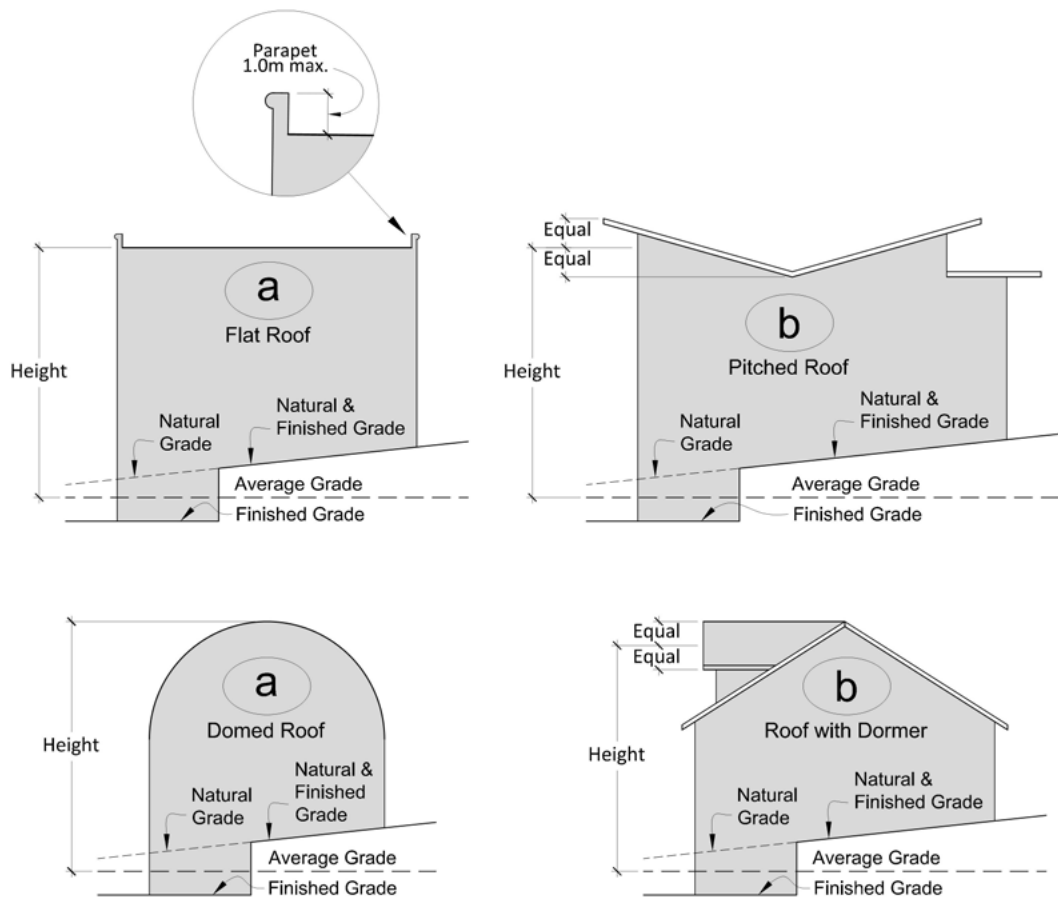 Parapet
1.0m max.
a
Flat Roof
Height
Natural
Grade
Natural &
Finished Grade
Average Grade
Finished Grade
Equal
Equal
b
Pitched Roof
Height
Natural
Grade
Natural &
Finished Grade
Average Grade
Finished Grade
a
Domed Roof
Height
Natural
Grade
Natural &
Finished
Grade
Average Grade
Finished Grade
Equal
Equal
b
Roof with Dormer
Height
Natural
Grade
Natural &
Finished Grade
Average Grade
Finished Grade